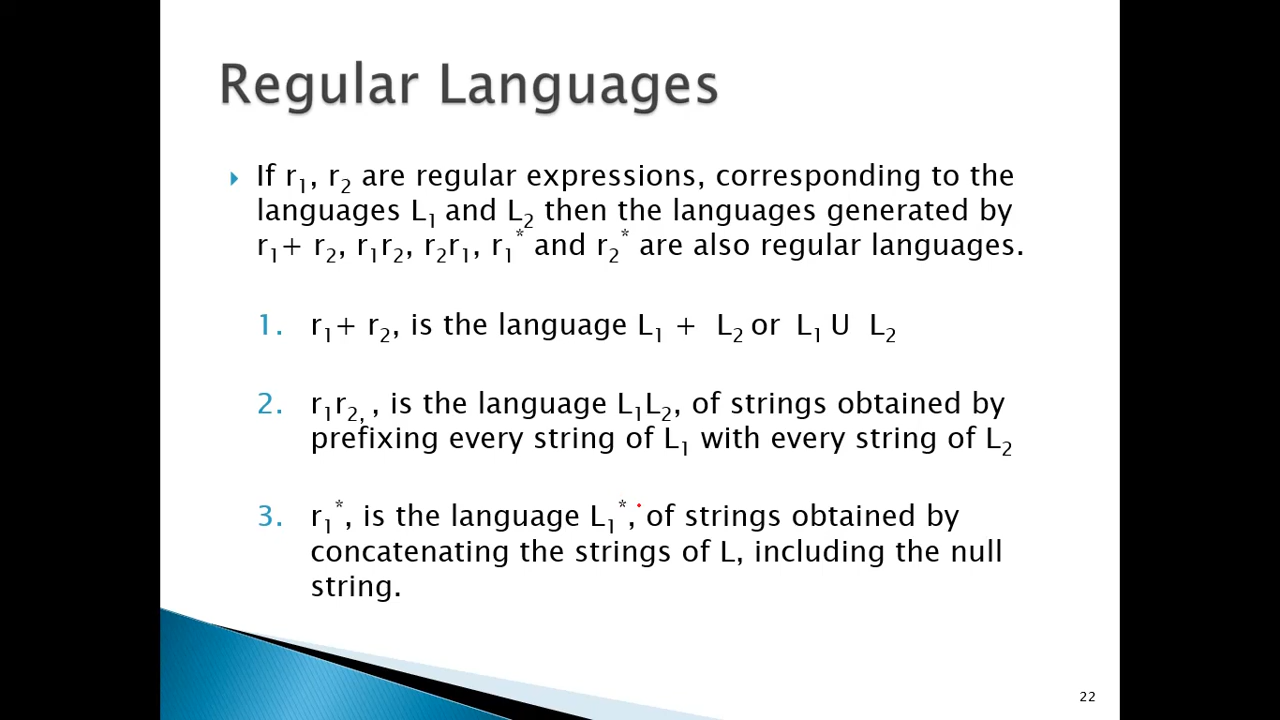 Regular Languages
If r₁, r₂ are regular expressions, corresponding to the
languages L₁ and L₂ then the languages generated by
r₁+ r₂, r₁r₂, r₂r₁, r₁* and r₂* are also regular languages.
1. r₁+ r₂, is the language L₁ + L₂ or L₁ U L₂
2. r₁r₂, , is the language L₁L₂, of strings obtained by
prefixing every string of L₁ with every string of L₂
3. r₁*, is the language L₁*, of strings obtained by
concatenating the strings of L, including the null
string.
22